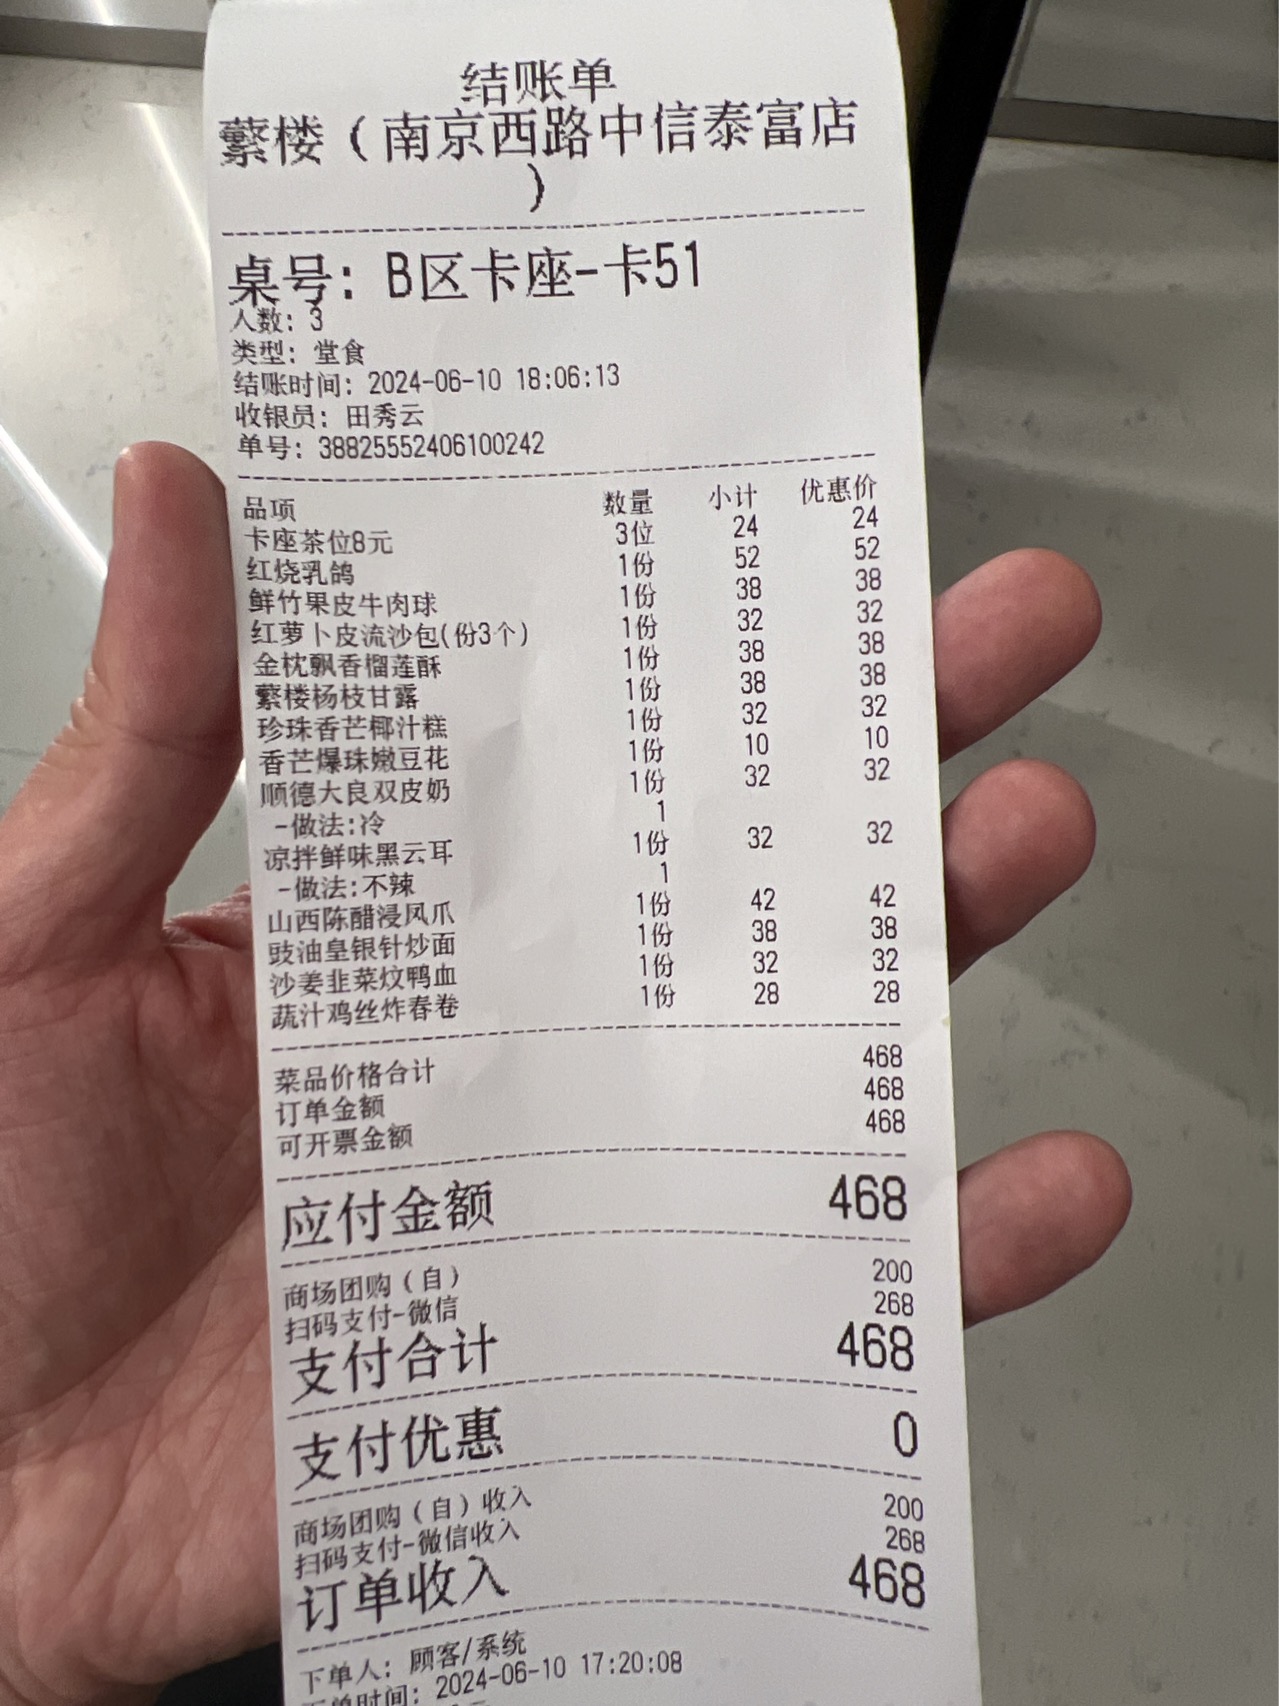 结账单
蘩楼（南京西路中信泰富店
）
桌号：B区卡座-卡51
人数：3
类型：堂食
结账时间：2024-06-10 18:06:13
收银员：田秀云
单号：38825552406100242
品项 数量 小计 优惠价
卡座茶位8元 3位 24 24
红烧乳鸽 1份 52 52
鲜竹果皮牛肉球 1份 38 38
红萝卜皮流沙包(份3个) 1份 32 32
金枕飘香榴莲酥 1份 38 38
蘩楼杨枝甘露 1份 38 38
珍珠香芒椰汁糕 1份 32 32
香芒爆珠嫩豆花 1份 10 10
顺德大良双皮奶 1份 32 32
-做法:冷 1
凉拌鲜味黑云耳 1份 32 32
-做法:不辣 1
山西陈醋浸凤爪 1份 42 42
豉油皇银针炒面 1份 38 38
沙姜韭菜炆鸭血 1份 32 32
蔬汁鸡丝炸春卷 1份 28 28
菜品价格合计 468
订单金额 468
可开票金额 468
应付金额 468
商场团购（自） 200
扫码支付-微信 268
支付合计 468
支付优惠 0
商场团购（自）收入 200
扫码支付-微信收入 268
订单收入 468
下单人：顾客/系统
下单时间：2024-06-10 17:20:08